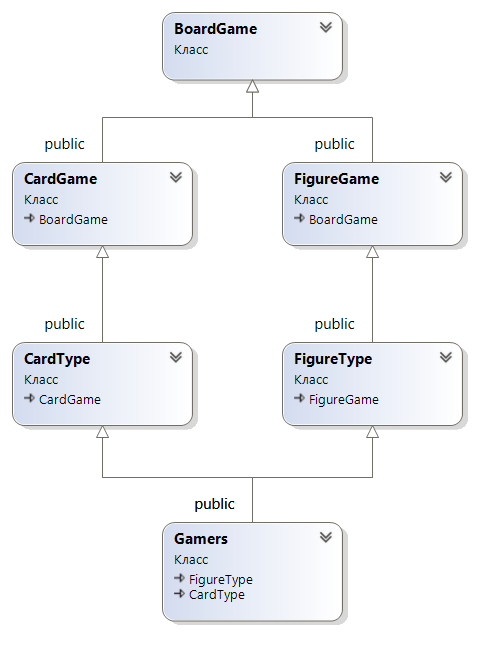 BoardGame
Класс
public
public
CardGame
Класс
BoardGame
FigureGame
Класс
BoardGame
public
public
CardType
Класс
CardGame
FigureType
Класс
FigureGame
public
Gamers
Класс
FigureType
CardType